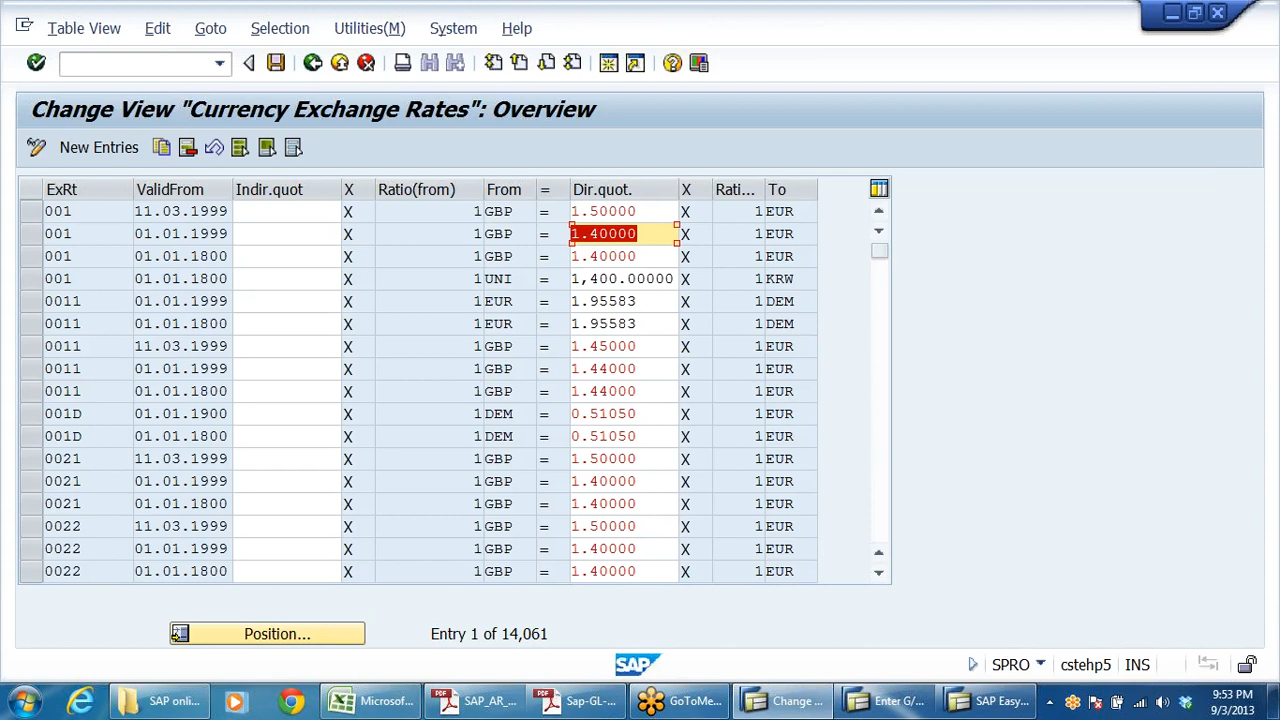 Table View Edit Goto Selection Utilities(M) System Help
Change View "Currency Exchange Rates": Overview
New Entries
ExRt ValidFrom Indir.quot X Ratio(from) From = Dir.quot. X Rati... To
001 11.03.1999 X 1 GBP = 1.50000 X 1 EUR
001 01.01.1999 X 1 GBP = 1.40000 X 1 EUR
001 01.01.1800 X 1 GBP = 1.40000 X 1 EUR
001 01.01.1800 X 1 UNI = 1,400.00000 X 1 KRW
0011 01.01.1999 X 1 EUR = 1.95583 X 1 DEM
0011 01.01.1800 X 1 EUR = 1.95583 X 1 DEM
0011 11.03.1999 X 1 GBP = 1.45000 X 1 EUR
0011 01.01.1999 X 1 GBP = 1.44000 X 1 EUR
0011 01.01.1800 X 1 GBP = 1.44000 X 1 EUR
001D 01.01.1900 X 1 DEM = 0.51050 X 1 EUR
001D 01.01.1800 X 1 DEM = 0.51050 X 1 EUR
0021 11.03.1999 X 1 GBP = 1.50000 X 1 EUR
0021 01.01.1999 X 1 GBP = 1.40000 X 1 EUR
0021 01.01.1800 X 1 GBP = 1.40000 X 1 EUR
0022 11.03.1999 X 1 GBP = 1.50000 X 1 EUR
0022 01.01.1999 X 1 GBP = 1.40000 X 1 EUR
0022 01.01.1800 X 1 GBP = 1.40000 X 1 EUR
Position... Entry 1 of 14,061
SAP SPRO cstehp5 INS
SAP onli... Microsof... PDF SAP_AR_... PDF Sap-GL-... GoToMe... Change ... Enter G/... SAP Easy... 9:53 PM
9/3/2013